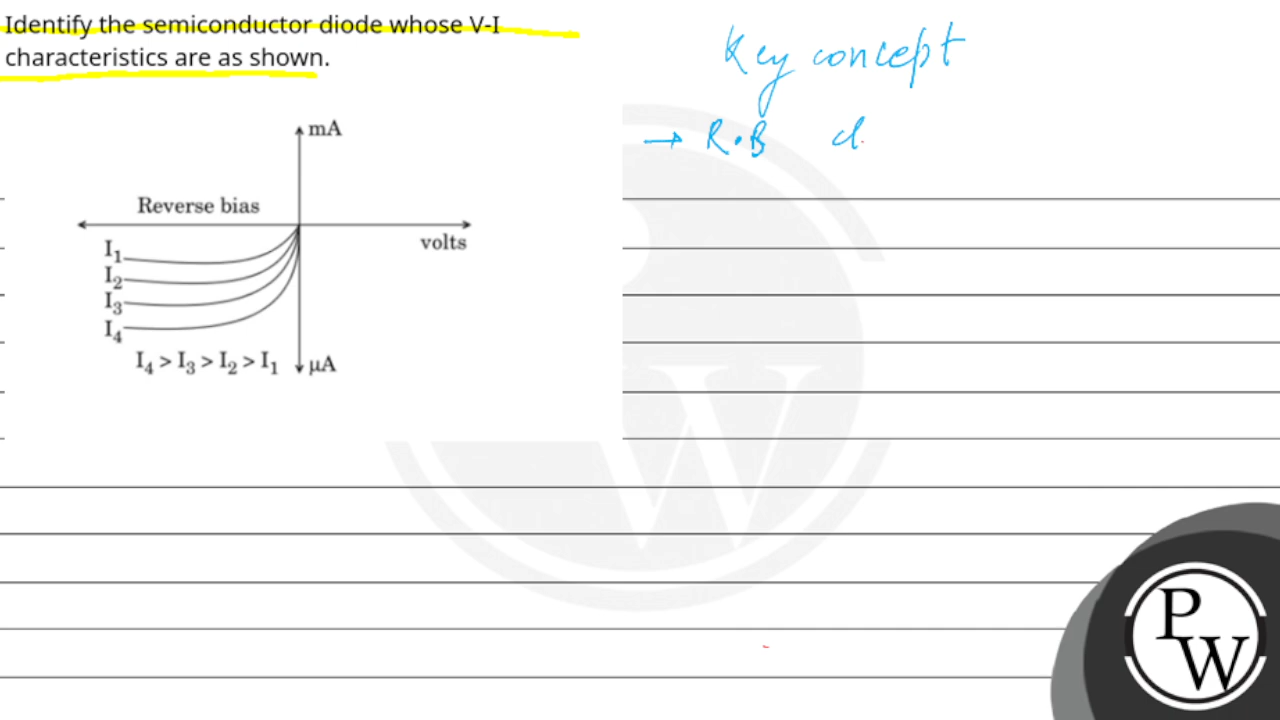 Identify the semiconductor diode whose V-I
characteristics are as shown.
Key concept
→ R.B d
mA
Reverse bias
volts
I₁
I₂
I₃
I₄
I₄ > I₃ > I₂ > I₁
μA
W
P
W